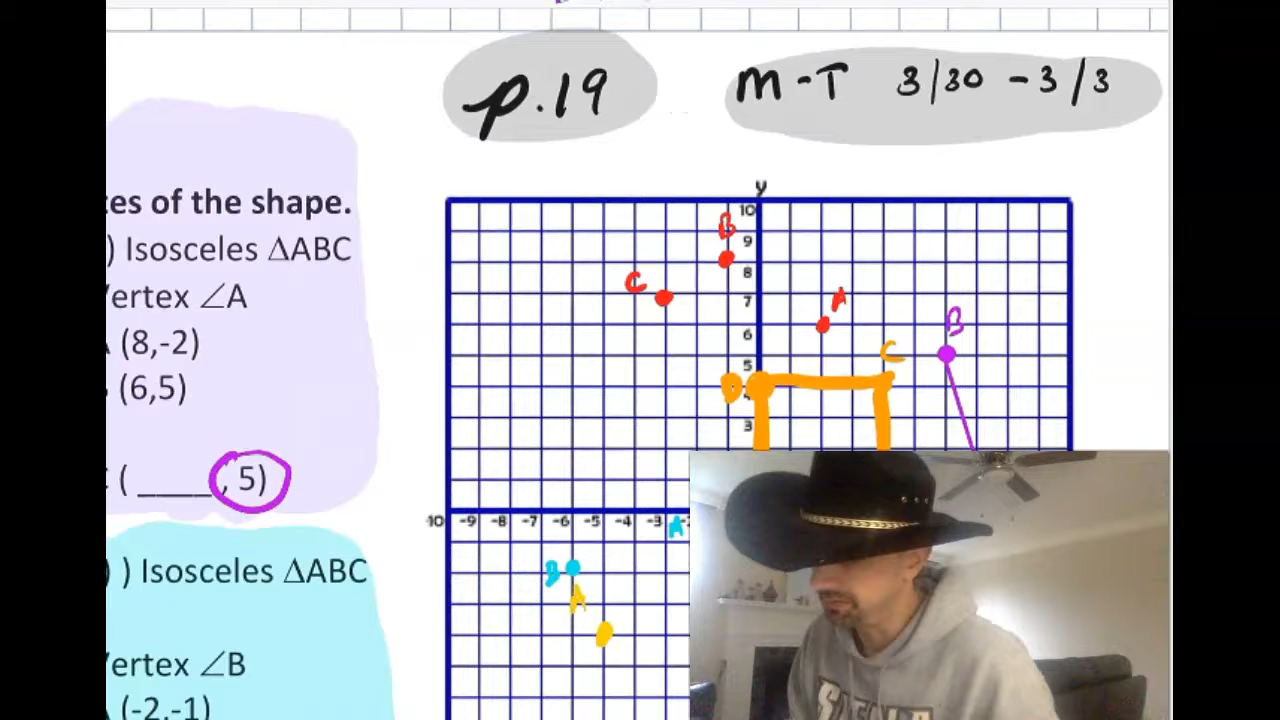 p.19
M-T 3/30 - 3/3
ces of the shape.
) Isosceles ΔABC
Vertex ∠A
A (8,-2)
(6,5)
( ____, 5)
) ) Isosceles ΔABC
Vertex ∠B
A (-2,-1)
y
10
B
9
8
C
7
A
6
B
5
C
D
4
3
-10 -9 -8 -7 -6 -5 -4 -3
A
B
A